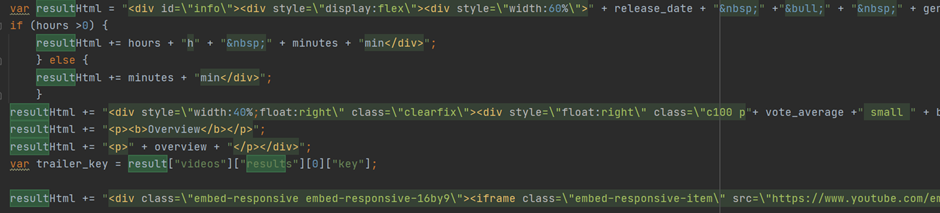 var resultHtml = "<div id=\"info\"><div style=\"display:flex\"><div style=\"width:60%\">" + release_date + "&nbsp;" +"&bull;" + "&nbsp;" + gen
if (hours >0) {
resultHtml += hours + "h" + "&nbsp;" + minutes + "min</div>";
} else {
resultHtml += minutes + "min</div>";
}
resultHtml += "<div style=\"width:40%;float:right\" class=\"clearfix\"><div style=\"float:right\" class=\"c100 p"+ vote_average +" small " + b
resultHtml += "<p><b>Overview</b></p>";
resultHtml += "<p>" + overview + "</p></div>";
var trailer_key = result["videos"]["results"][0]["key"];
resultHtml += "<div class=\"embed-responsive embed-responsive-16by9\"><iframe class=\"embed-responsive-item\" src=\"https://www.youtube.com/em